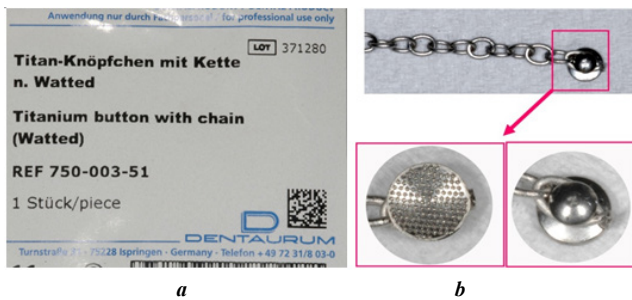 Anwendung nur durch / for professional use only
LOT 371280
Titan-Knöpfchen mit Kette
n. Watted
Titanium button with chain
(Watted)
REF 750-003-51
1 Stück/piece
D
DENTAURUM
Turnstraße 31 - 75228 Ispringen - Germany - Telefon +49 72 31/8 03-0
a
b